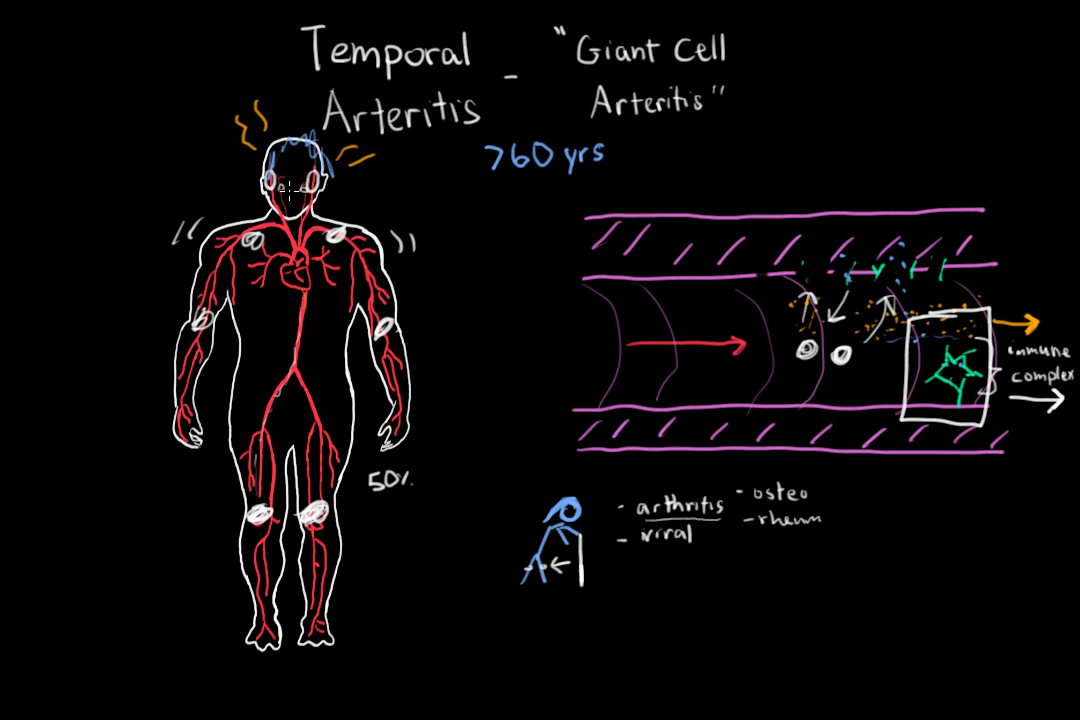 Temporal - "Giant Cell
Arteritis Arteritis"
>60 yrs
immune
complex
50%
- arthritis - osteo
- viral - rheum